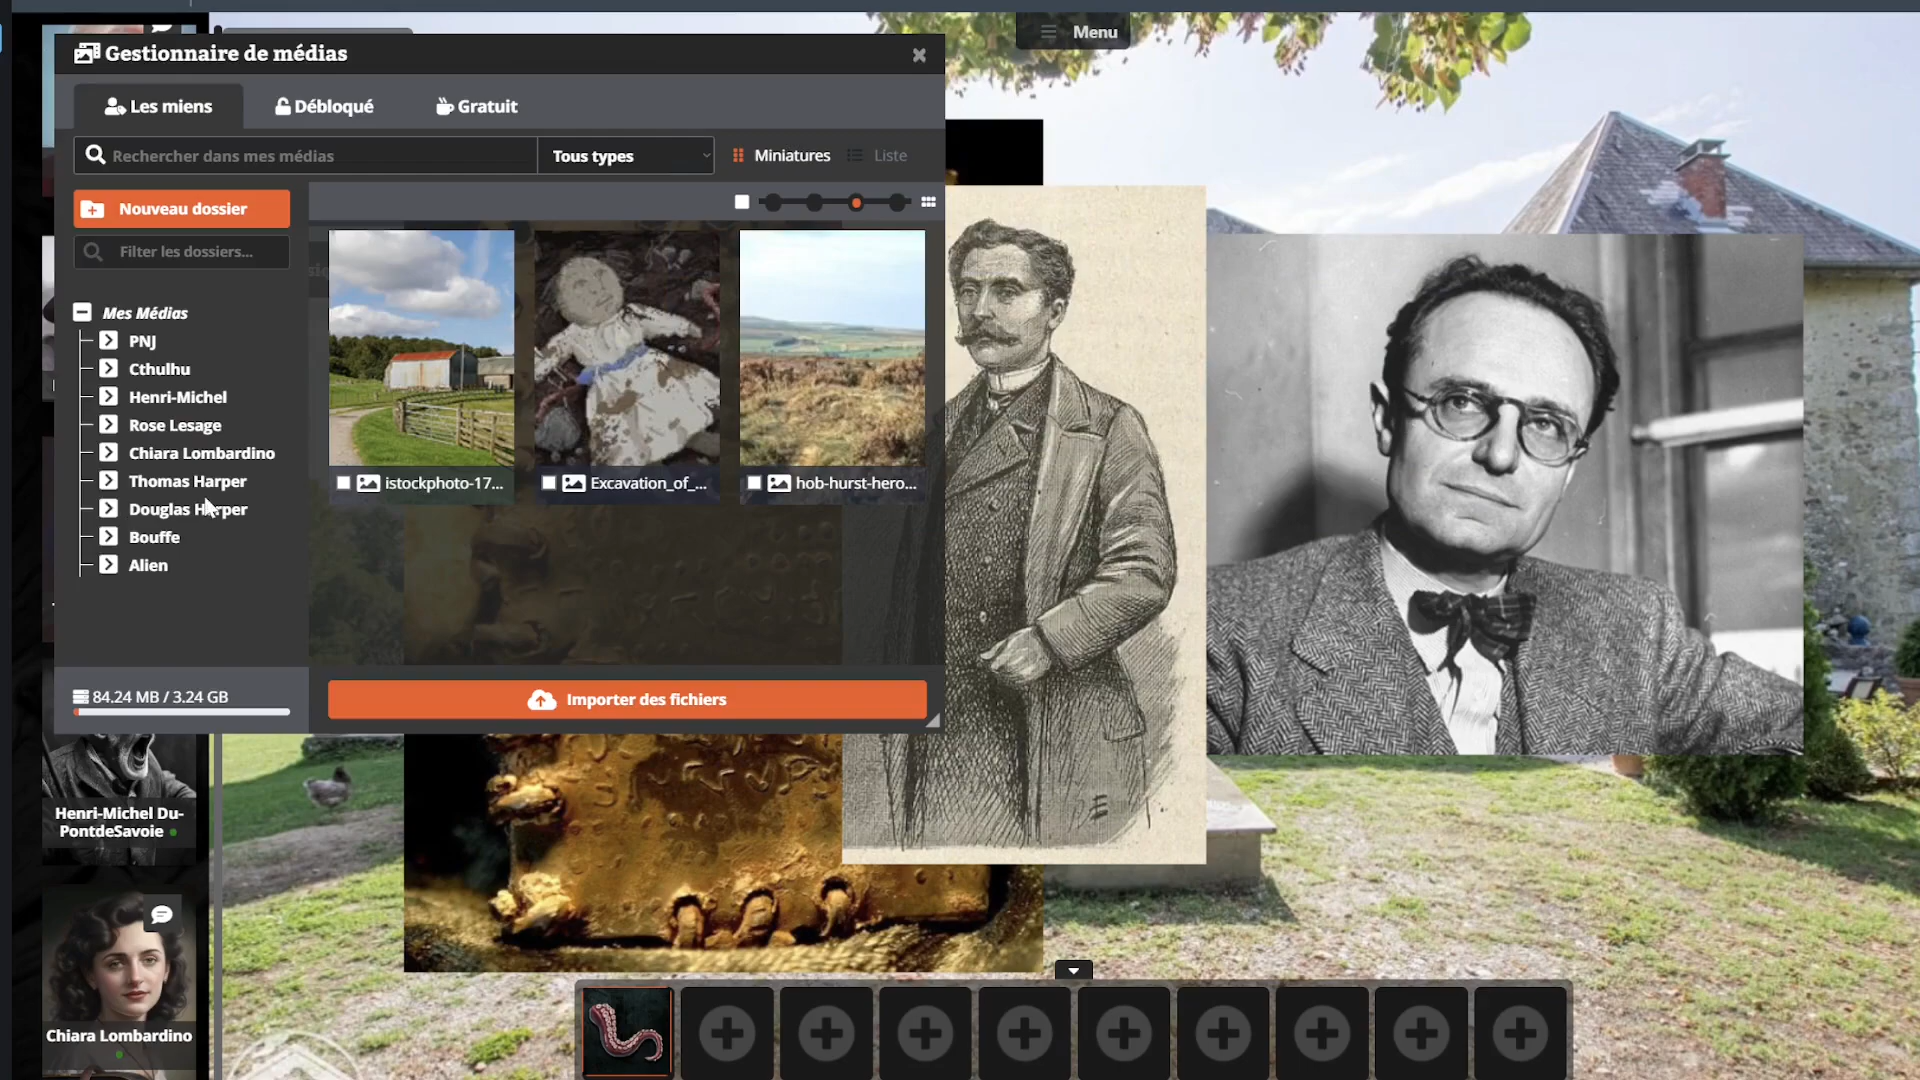 Menu
Gestionnaire de médias
Les miens
Débloqué
Gratuit
Rechercher dans mes médias
Tous types
Miniatures
Liste
Nouveau dossier
Filtrer les dossiers...
Mes Médias
PNJ
Cthulhu
Henri-Michel
Rose Lesage
Chiara Lombardino
Thomas Harper
Douglas Harper
Bouffe
Alien
istockphoto-17...
Excavation_of_...
hob-hurst-hero...
84.24 MB / 3.24 GB
Importer des fichiers
Henri-Michel Du-
PontdeSavoie
Chiara Lombardino